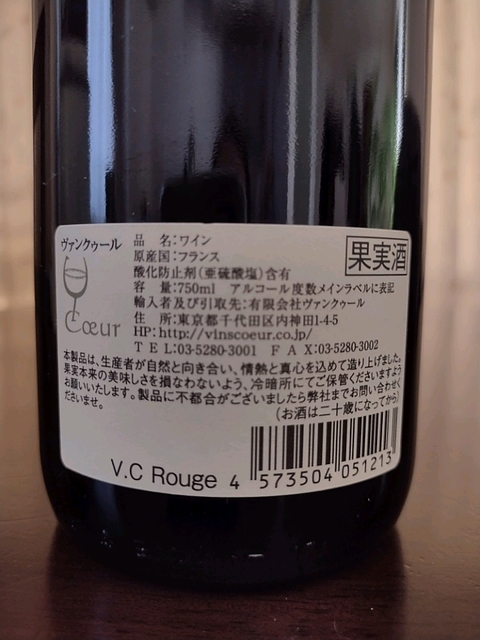 ヴァンクゥール
Cœur
品 名:ワイン
原産国:フランス
果実酒
酸化防止剤(亜硫酸塩)含有
容 量:750ml アルコール度数メインラベルに表記
輸入者及び引取先:有限会社ヴァンクゥール
住 所:東京都千代田区内神田1-4-5
HP:http://vinscoeur.co.jp/
TEL:03-5280-3001 FAX:03-5280-3002
本製品は、生産者が自然と向き合い、情熱と真心を込めて造り上げました。
果実本来の美味しさを損なわないよう、冷暗所にてご保管くださいますよう
お願いいたします。製品に不都合がございましたら弊社までお問い合わせく
ださいませ。
(お酒は二十歳になってから)
V.C Rouge
4 573504 051213